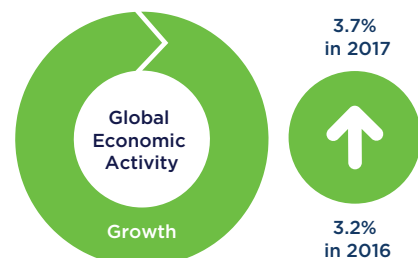 Global
Economic
Activity
Growth
3.7%
in 2017
3.2%
in 2016